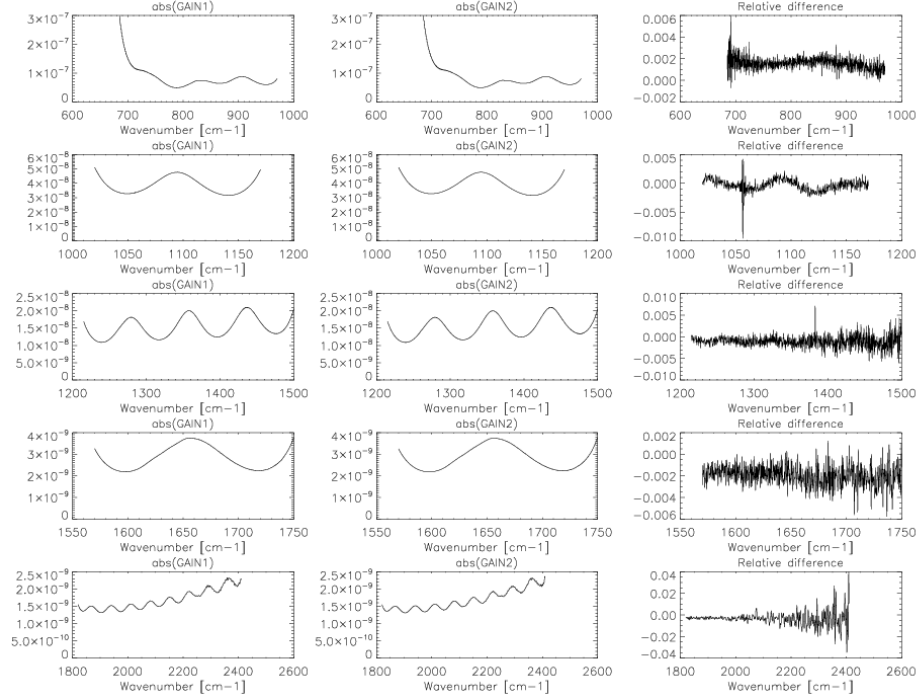 abs(GAIN1) abs(GAIN2) Relative difference
3×10⁻⁷ 3×10⁻⁷ 0.006
2×10⁻⁷ 2×10⁻⁷ 0.004
0.002
1×10⁻⁷ 1×10⁻⁷ 0.000
0 0 −0.002
600 700 800 900 1000 600 700 800 900 1000 600 700 800 900 1000
Wavenumber [cm−1] Wavenumber [cm−1] Wavenumber [cm−1]
abs(GAIN1) abs(GAIN2) Relative difference
6×10⁻⁸ 6×10⁻⁸ 0.005
5×10⁻⁸ 5×10⁻⁸
4×10⁻⁸ 4×10⁻⁸ 0.000
3×10⁻⁸ 3×10⁻⁸
2×10⁻⁸ 2×10⁻⁸ −0.005
1×10⁻⁸ 1×10⁻⁸
0 0 −0.010
1000 1050 1100 1150 1200 1000 1050 1100 1150 1200 1000 1050 1100 1150 1200
Wavenumber [cm−1] Wavenumber [cm−1] Wavenumber [cm−1]
abs(GAIN1) abs(GAIN2) Relative difference
2.5×10⁻⁸ 2.5×10⁻⁸ 0.010
2.0×10⁻⁸ 2.0×10⁻⁸ 0.005
1.5×10⁻⁸ 1.5×10⁻⁸
1.0×10⁻⁸ 1.0×10⁻⁸ 0.000
5.0×10⁻⁹ 5.0×10⁻⁹ −0.005
0 0 −0.010
1200 1300 1400 1500 1200 1300 1400 1500 1200 1300 1400 1500
Wavenumber [cm−1] Wavenumber [cm−1] Wavenumber [cm−1]
abs(GAIN1) abs(GAIN2) Relative difference
4×10⁻⁹ 4×10⁻⁹ 0.002
3×10⁻⁹ 3×10⁻⁹ 0.000
2×10⁻⁹ 2×10⁻⁹ −0.002
1×10⁻⁹ 1×10⁻⁹ −0.004
0 0 −0.006
1550 1600 1650 1700 1750 1550 1600 1650 1700 1750 1550 1600 1650 1700 1750
Wavenumber [cm−1] Wavenumber [cm−1] Wavenumber [cm−1]
abs(GAIN1) abs(GAIN2) Relative difference
2.5×10⁻⁹ 2.5×10⁻⁹ 0.04
2.0×10⁻⁹ 2.0×10⁻⁹ 0.02
1.5×10⁻⁹ 1.5×10⁻⁹
1.0×10⁻⁹ 1.0×10⁻⁹ 0.00
5.0×10⁻¹⁰ 5.0×10⁻¹⁰ −0.02
0 0 −0.04
1800 2000 2200 2400 2600 1800 2000 2200 2400 2600 1800 2000 2200 2400 2600
Wavenumber [cm−1] Wavenumber [cm−1] Wavenumber [cm−1]